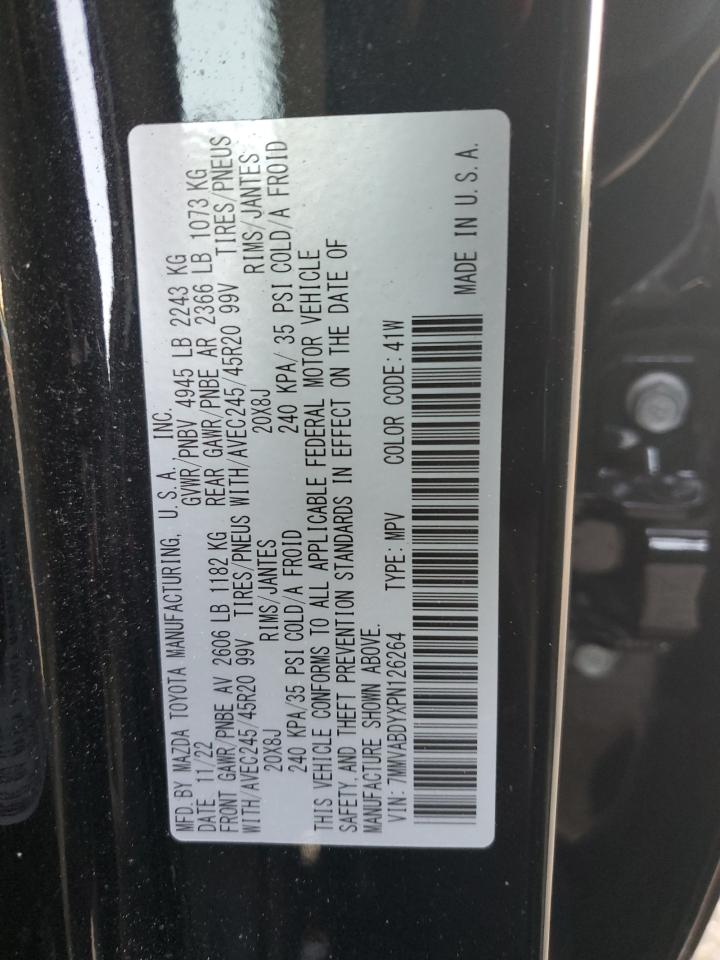 MFD. BY MAZDA TOYOTA MANUFACTURING, U. S. A. INC.
DATE 11/22 GVWR/PNBV 4945 LB 2243 KG
FRONT GAWR/PNBE AV 2606 LB 1182 KG REAR GAWR/PNBE AR 2366 LB 1073 KG
WITH/AVEC245/45R20 99V TIRES/PNEUS WITH/AVEC245/45R20 99V TIRES/PNEUS
20X8J RIMS/JANTES 20X8J RIMS/JANTES
240 KPA/35 PSI COLD/A FROID 240 KPA/ 35 PSI COLD/A FROID
THIS VEHICLE CONFORMS TO ALL APPLICABLE FEDERAL MOTOR VEHICLE
SAFETY, AND THEFT PREVENTION STANDARDS IN EFFECT ON THE DATE OF
MANUFACTURE SHOWN ABOVE.
VIN: 7MMVABDYXPN126264 TYPE: MPV COLOR CODE: 41W
MADE IN U. S. A.